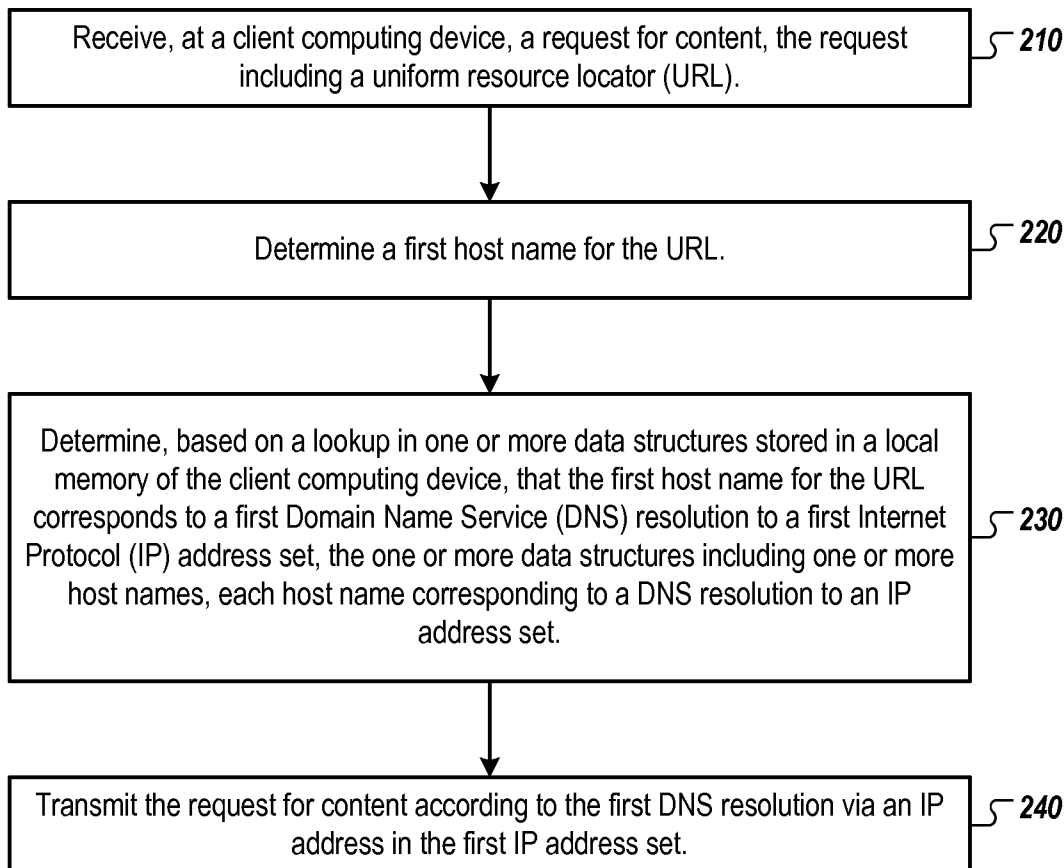 Receive, at a client computing device, a request for content, the request
including a uniform resource locator (URL).
210
Determine a first host name for the URL.
220
Determine, based on a lookup in one or more data structures stored in a local
memory of the client computing device, that the first host name for the URL
corresponds to a first Domain Name Service (DNS) resolution to a first Internet
Protocol (IP) address set, the one or more data structures including one or more
host names, each host name corresponding to a DNS resolution to an IP
address set.
230
Transmit the request for content according to the first DNS resolution via an IP
address in the first IP address set.
240